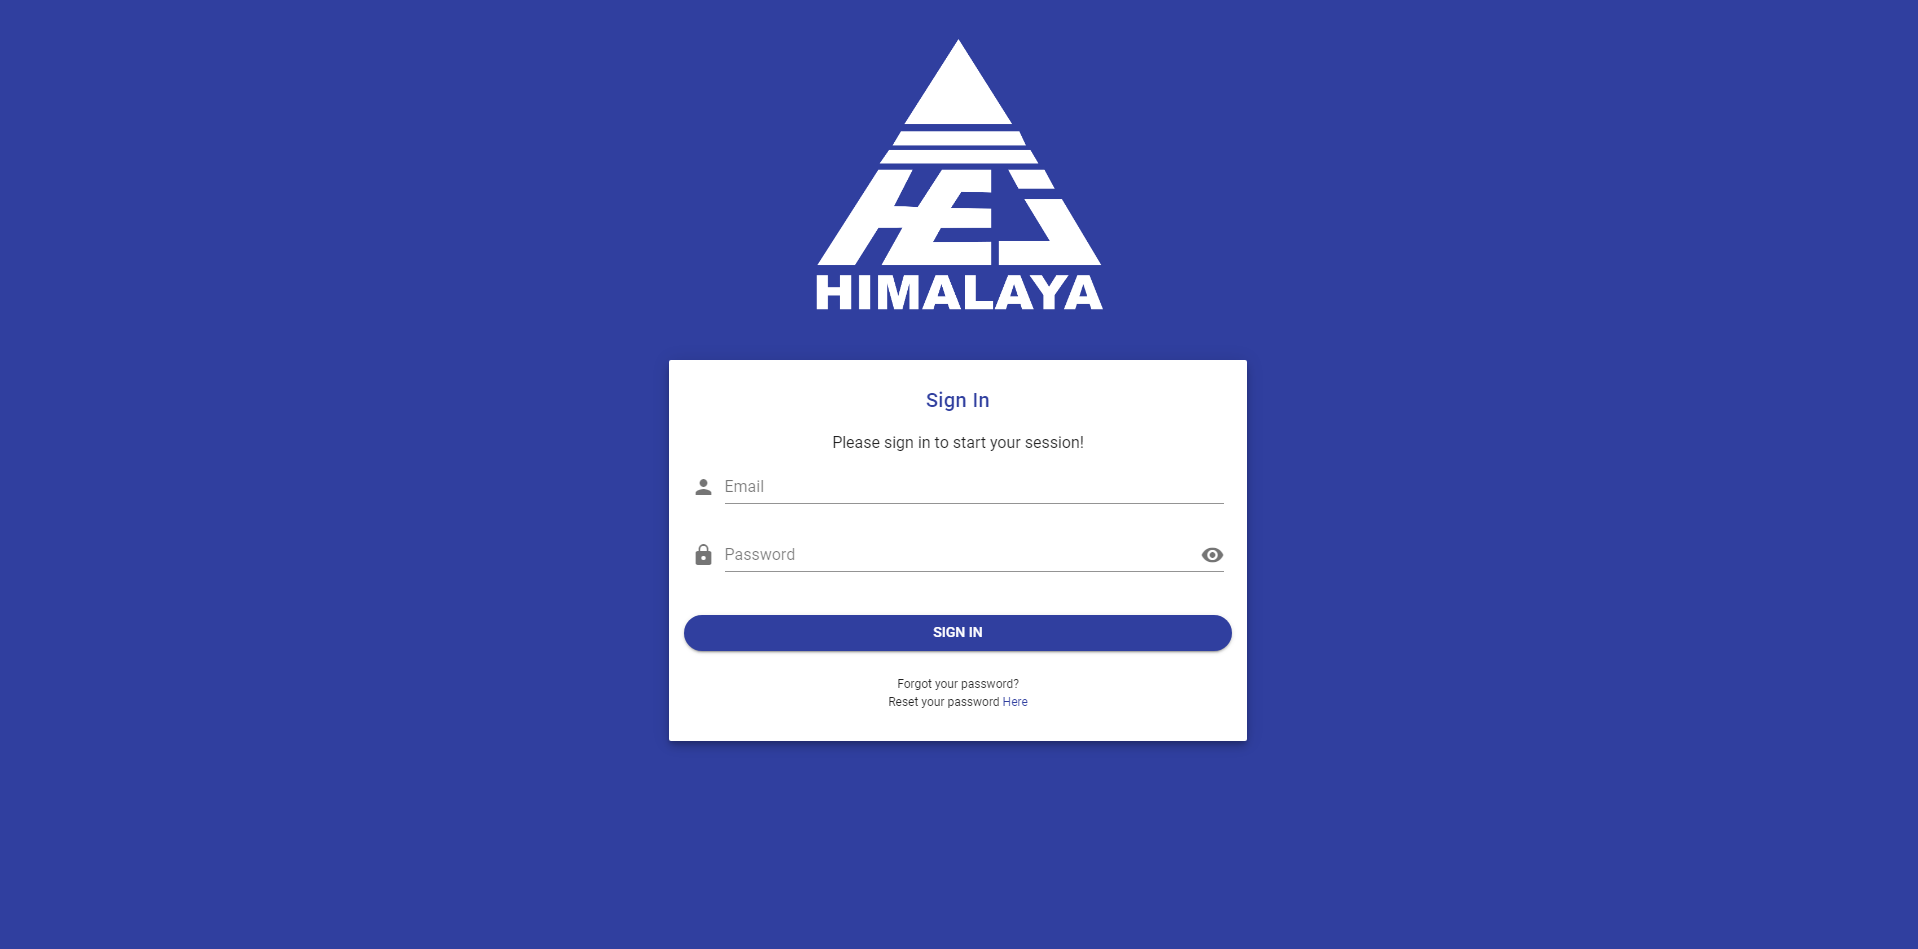 HES
HIMALAYA
Sign In
Please sign in to start your session!
Email
Password
SIGN IN
Forgot your password?
Reset your password Here